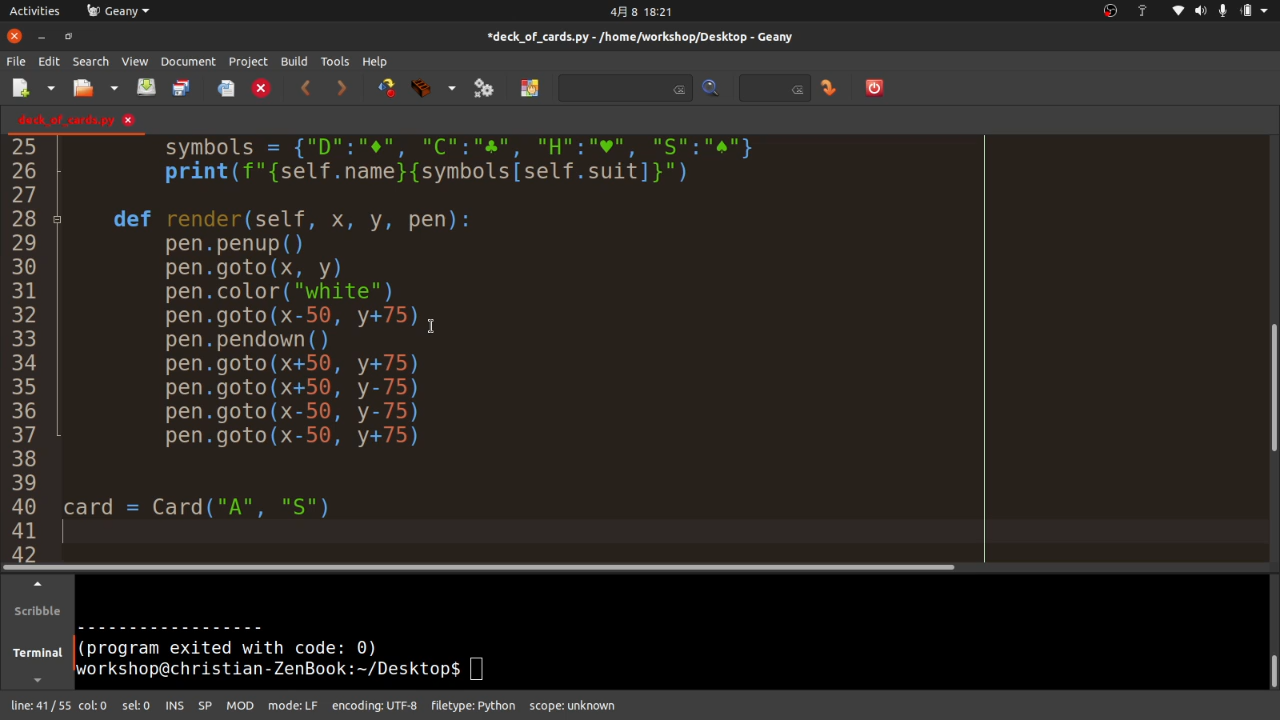 Activities Geany 4月 8 18:21
*deck_of_cards.py - /home/workshop/Desktop - Geany
File Edit Search View Document Project Build Tools Help
deck_of_cards.py
25 symbols = {"D":"♦", "C":"♣", "H":"♥", "S":"♠"}
26 print(f"{self.name}{symbols[self.suit]}")
27
28 def render(self, x, y, pen):
29 pen.penup()
30 pen.goto(x, y)
31 pen.color("white")
32 pen.goto(x-50, y+75)
33 pen.pendown()
34 pen.goto(x+50, y+75)
35 pen.goto(x+50, y-75)
36 pen.goto(x-50, y-75)
37 pen.goto(x-50, y+75)
38
39
40 card = Card("A", "S")
41
42
Scribble
Terminal
------------------
(program exited with code: 0)
workshop@christian-ZenBook:~/Desktop$
line: 41 / 55 col: 0 sel: 0 INS SP MOD mode: LF encoding: UTF-8 filetype: Python scope: unknown